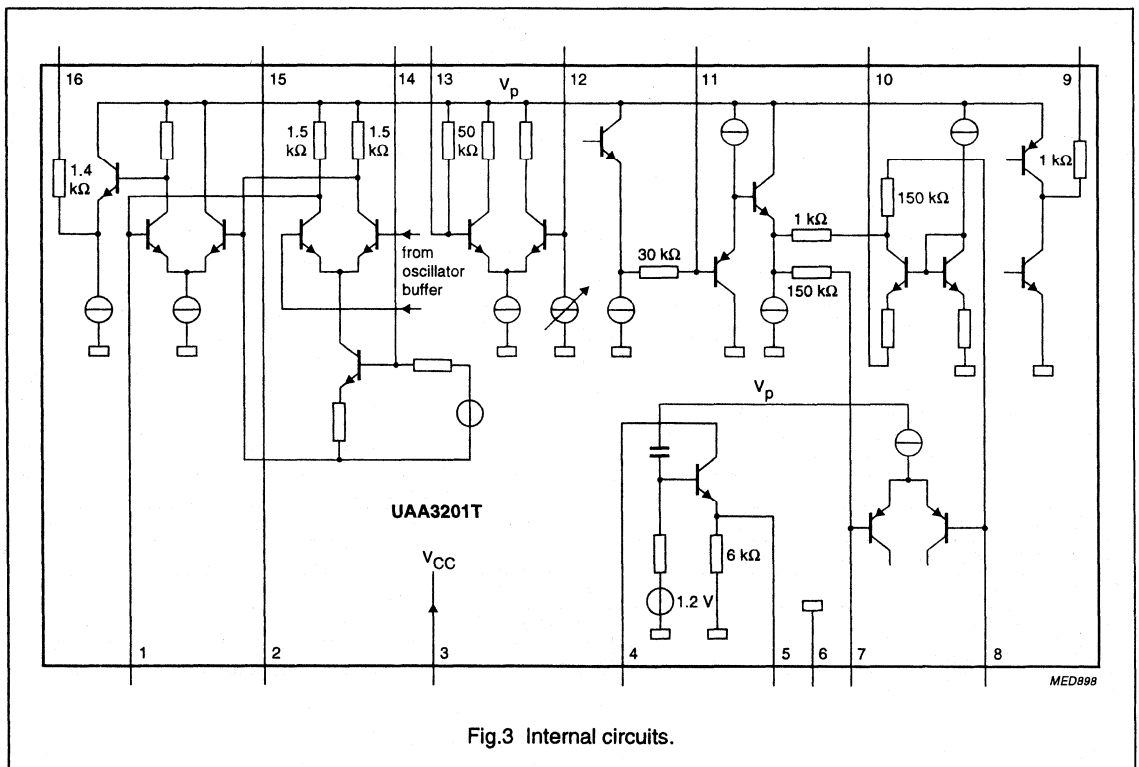 16
15
14
13
12
11
10
9
Vp
1.4 kΩ
1.5 kΩ
1.5 kΩ
50 kΩ
1 kΩ
150 kΩ
1 kΩ
from oscillator buffer
30 kΩ
150 kΩ
Vp
UAA3201T
VCC
6 kΩ
1.2 V
1
2
3
4
5
6
7
8
MED898
Fig.3 Internal circuits.